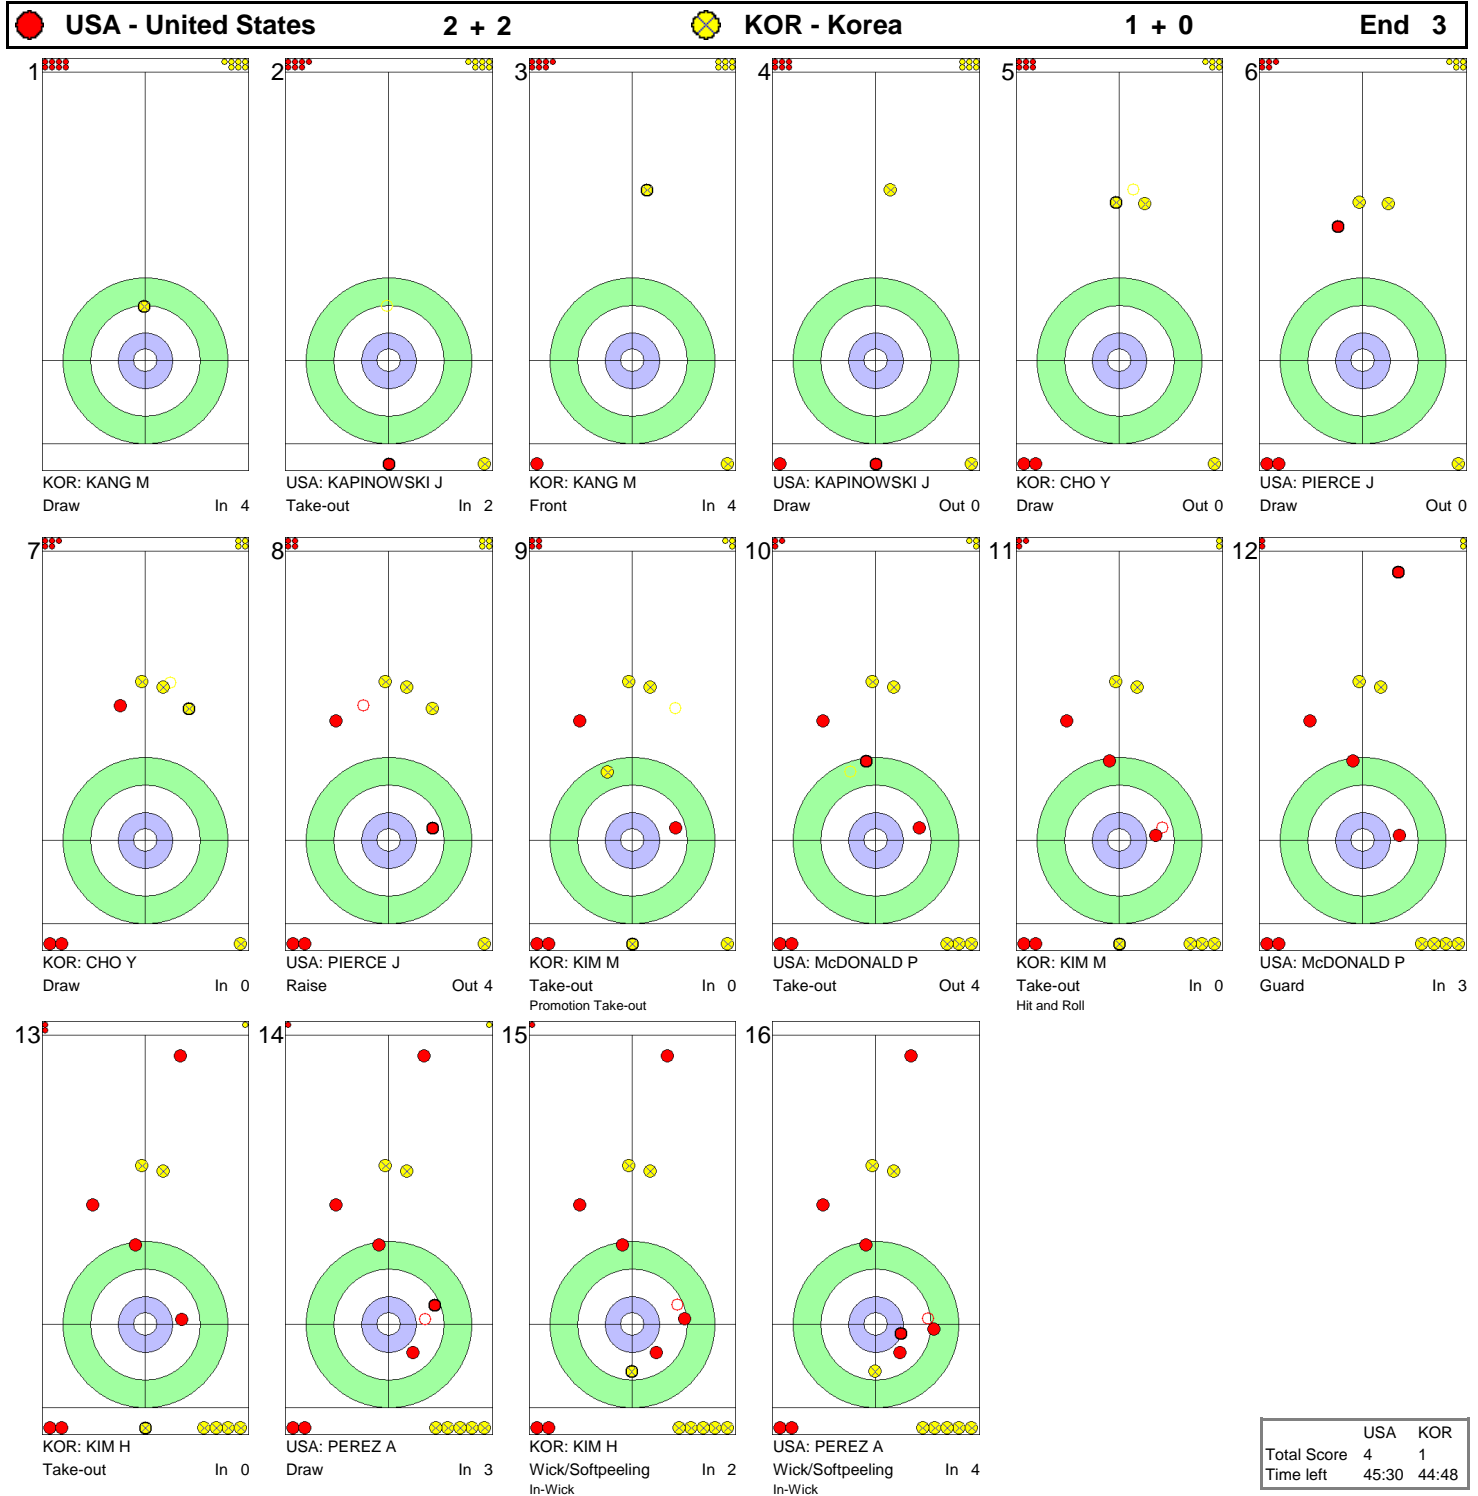 USA - United States 2 + 2 KOR - Korea 1 + 0 End 3
1 2 3 4 5 6
KOR: KANG M
Draw In 4
USA: KAPINOWSKI J
Take-out In 2
KOR: KANG M
Front In 4
USA: KAPINOWSKI J
Draw Out 0
KOR: CHO Y
Draw Out 0
USA: PIERCE J
Draw Out 0
7 8 9 10 11 12
KOR: CHO Y
Draw In 0
USA: PIERCE J
Raise Out 4
KOR: KIM M
Take-out In 0
Promotion Take-out
USA: McDONALD P
Take-out Out 4
KOR: KIM M
Take-out In 0
Hit and Roll
USA: McDONALD P
Guard In 3
13 14 15 16
KOR: KIM H
Take-out In 0
USA: PEREZ A
Draw In 3
KOR: KIM H
Wick/Softpeeling In 2
In-Wick
USA: PEREZ A
Wick/Softpeeling In 4
In-Wick
USA KOR
Total Score 4 1
Time left 45:30 44:48